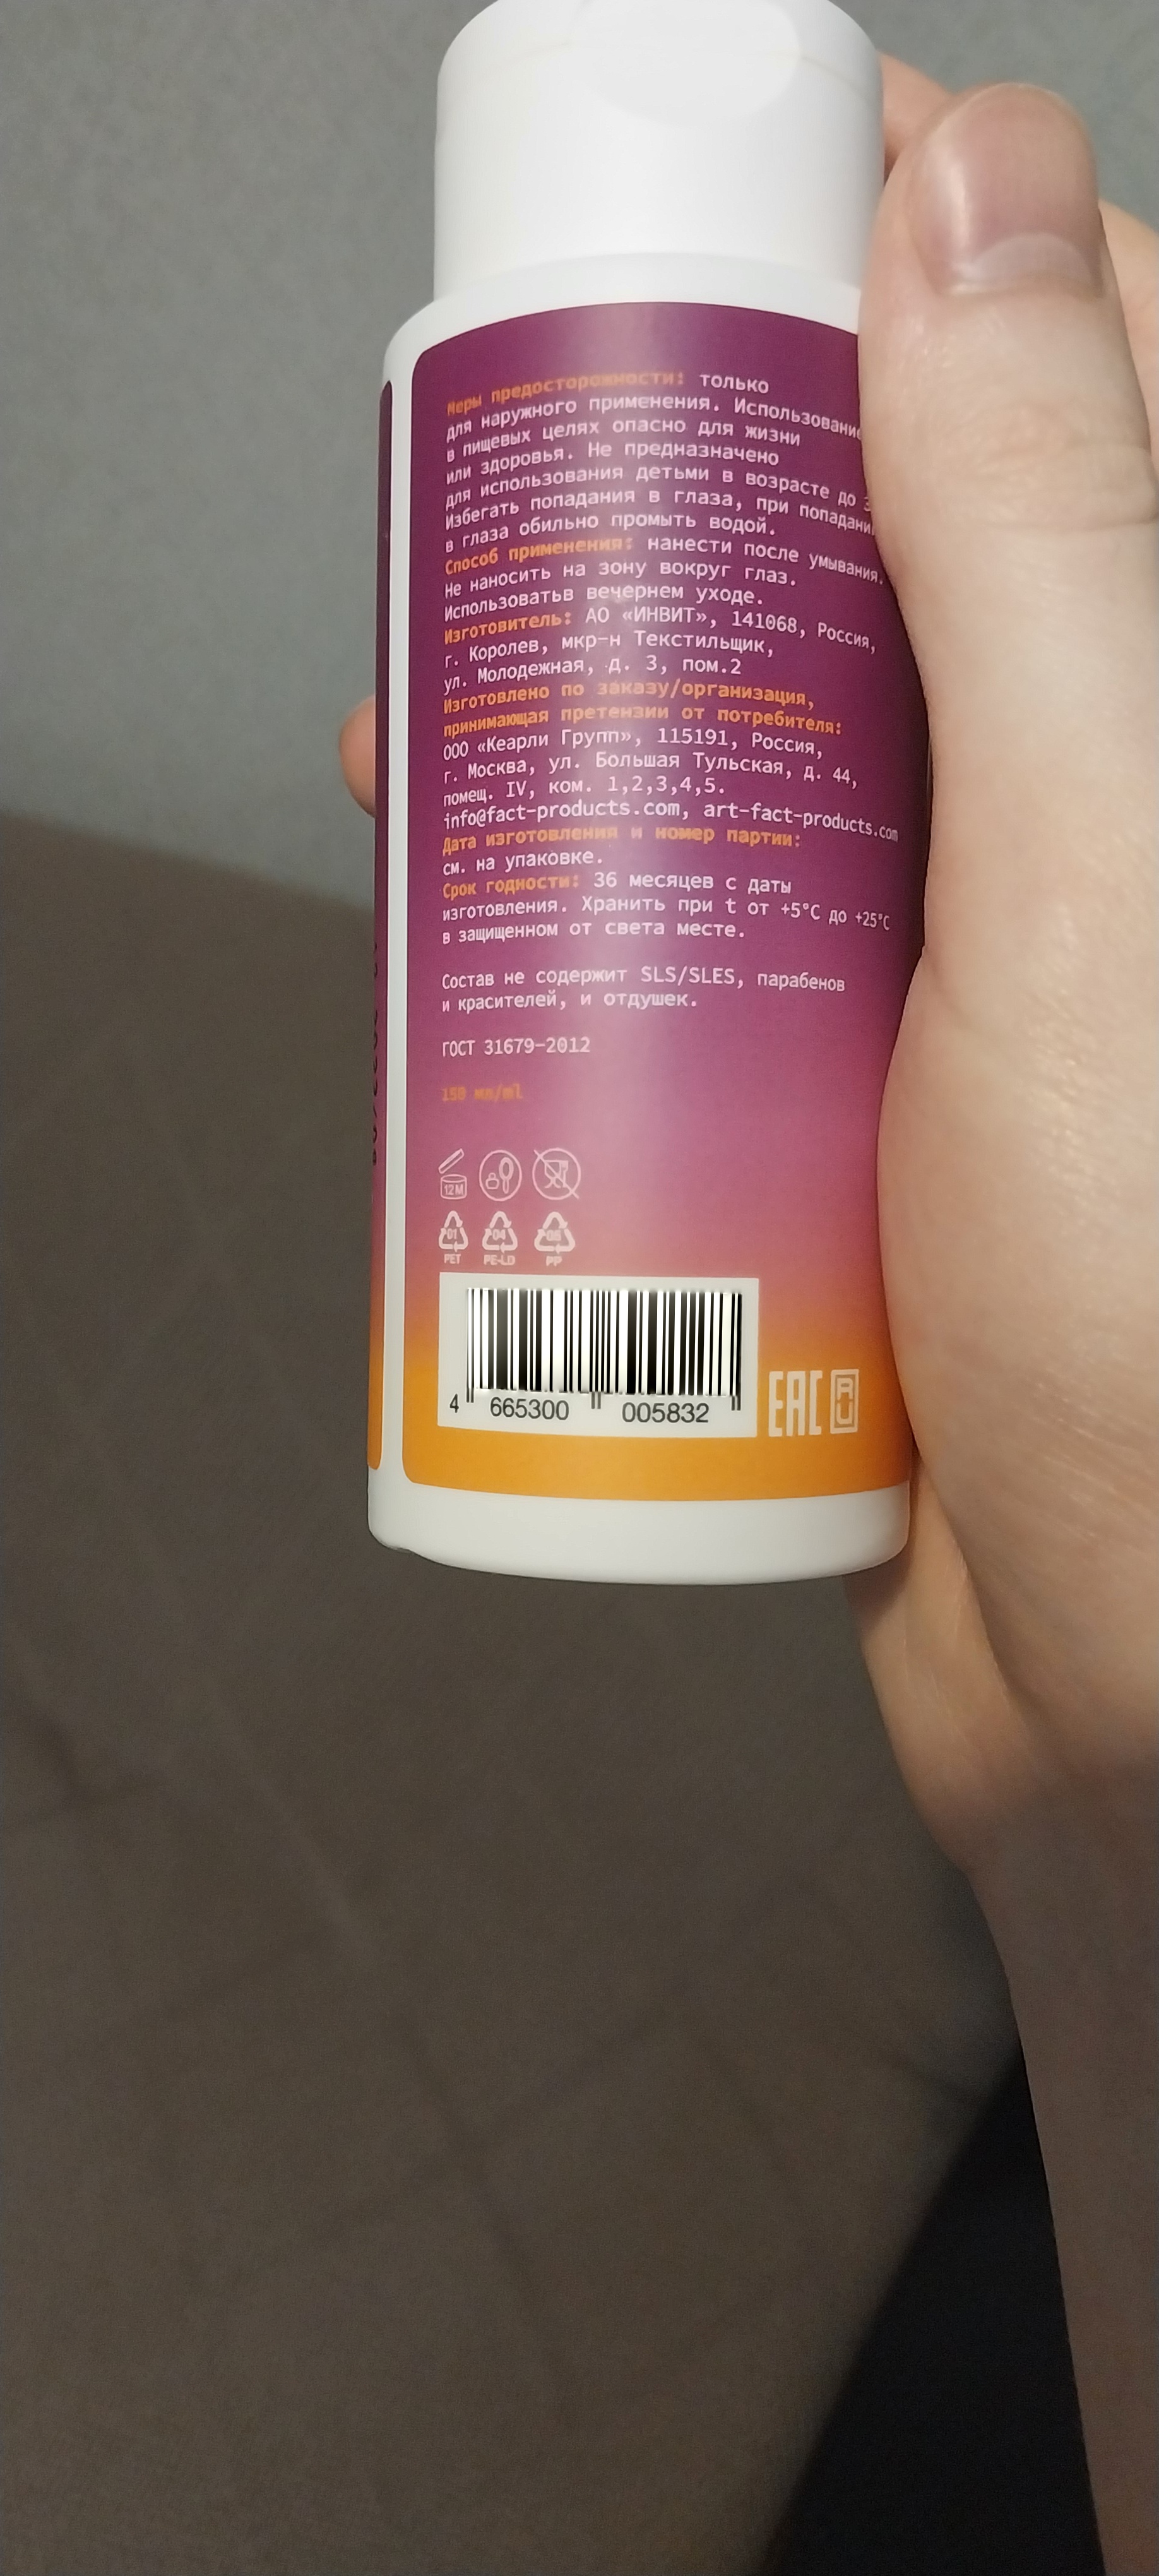 Меры предосторожности: только
для наружного применения. Использование
в пищевых целях опасно для жизни
или здоровья. Не предназначено
для использования детьми в возрасте до
Избегать попадания в глаза, при попадани
в глаза обильно промыть водой.
Способ применения: нанести после умывания.
Не наносить на зону вокруг глаз.
Использоватьв вечернем уходе.
Изготовитель: АО «ИНВИТ», 141068, Россия,
г. Королев, мкр-н Текстильщик,
ул. Молодежная, д. 3, пом.2
Изготовлено по заказу/организация,
принимающая претензии от потребителя:
ООО «Кеарли Групп», 115191, Россия,
г. Москва, ул. Большая Тульская, д. 44,
помещ. IV, ком. 1,2,3,4,5.
info@fact-products.com, art-fact-products.com
Дата изготовления и номер партии:
см. на упаковке.
Срок годности: 36 месяцев с даты
изготовления. Хранить при t от +5°C до +25°C
в защищенном от света месте.
Состав не содержит SLS/SLES, парабенов
и красителей, и отдушек.
ГОСТ 31679-2012
150 мл/ml
12M
01 04 05
PET PE-LD PP
4 665300 005832
EAC